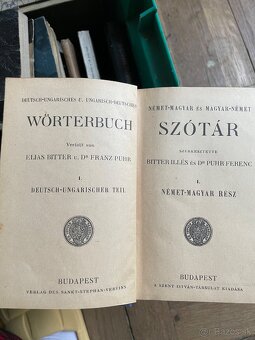 DEUTSCH-UNGARISCHES U. UNGARISCH-DEUTSCHES
WÖRTERBUCH
Verfaßt von
ELIAS BITTER U. DR FRANZ PUHR
I.
DEUTSCH-UNGARISCHER TEIL
BUDAPEST
VERLAG DES SANKT-STEPHAN-VEREINS
NÉMET-MAGYAR ÉS MAGYAR-NÉMET
SZÓTÁR
SZERKESZTETTE
BITTER ILLÉS ÉS DR PUHR FERENC
I.
NÉMET-MAGYAR RÉSZ
BUDAPEST
A SZENT ISTVÁN-TÁRSULAT KIADÁSA